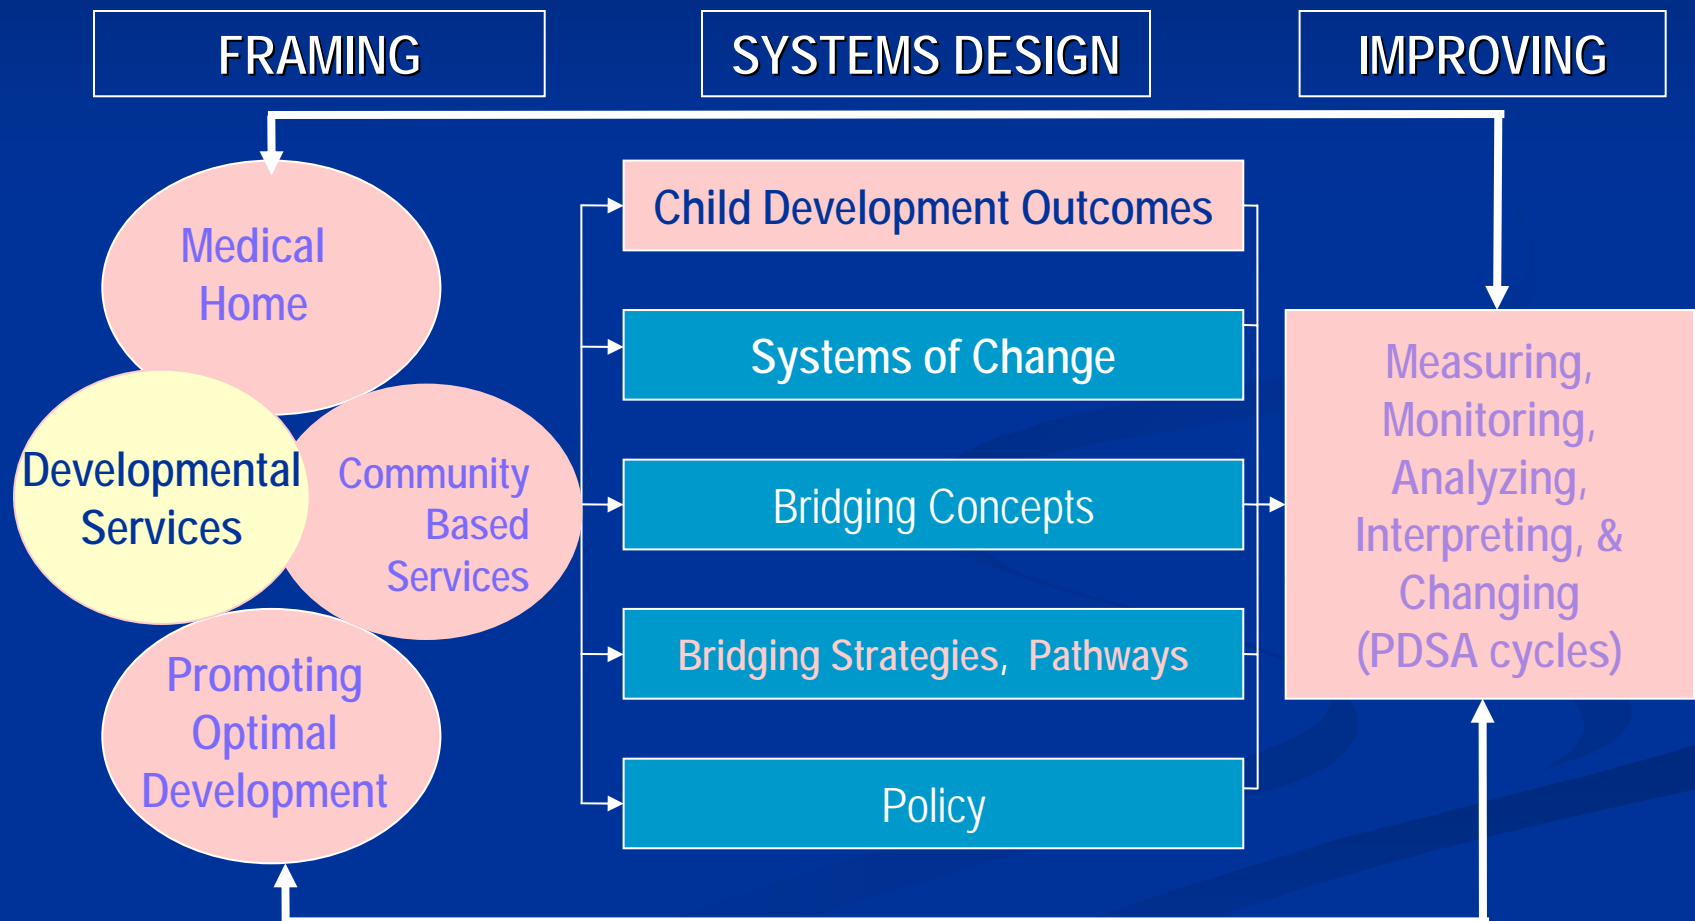 FRAMING
SYSTEMS DESIGN
IMPROVING
Medical
Home
Developmental
Services
Community
Based
Services
Promoting
Optimal
Development
Child Development Outcomes
Systems of Change
Bridging Concepts
Bridging Strategies, Pathways
Policy
Measuring,
Monitoring,
Analyzing,
Interpreting, &
Changing
(PDSA cycles)